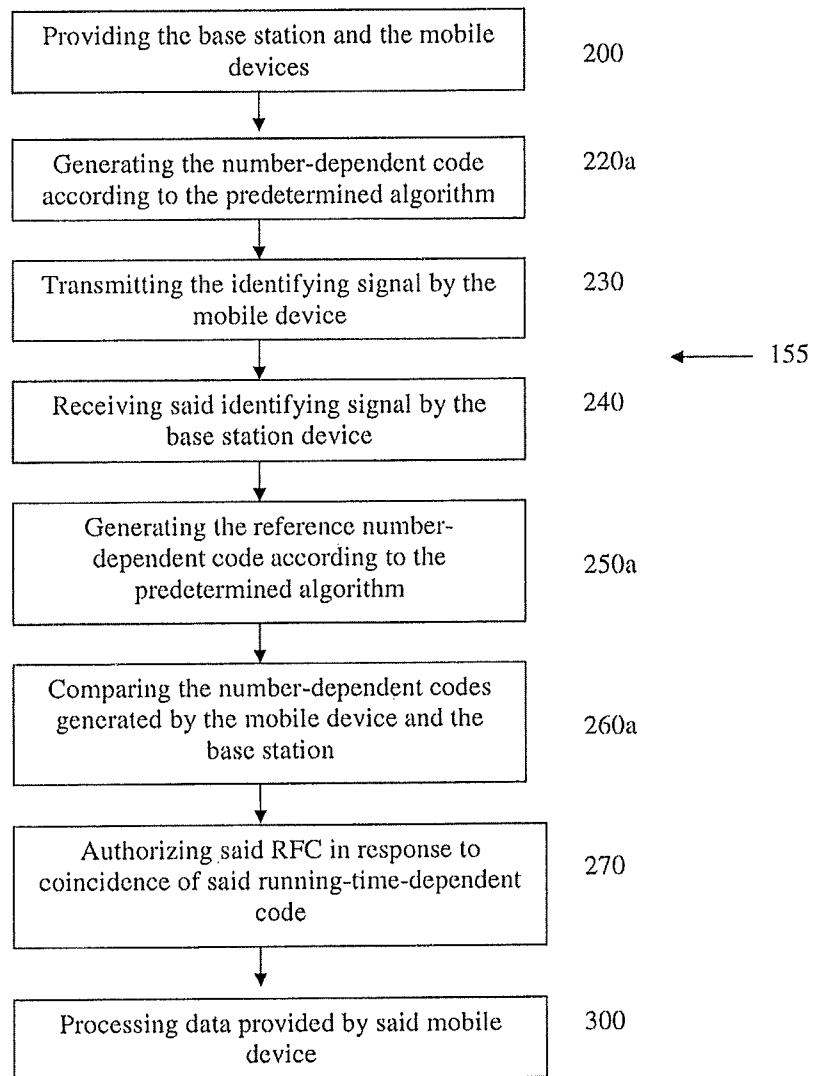 Providing the base station and the mobile
devices
200
Generating the number-dependent code
according to the predetermined algorithm
220a
Transmitting the identifying signal by the
mobile device
230
155
Receiving said identifying signal by the
base station device
240
Generating the reference number-
dependent code according to the
predetermined algorithm
250a
Comparing the number-dependent codes
generated by the mobile device and the
base station
260a
Authorizing said RFC in response to
coincidence of said running-time-dependent
code
270
Processing data provided by said mobile
device
300